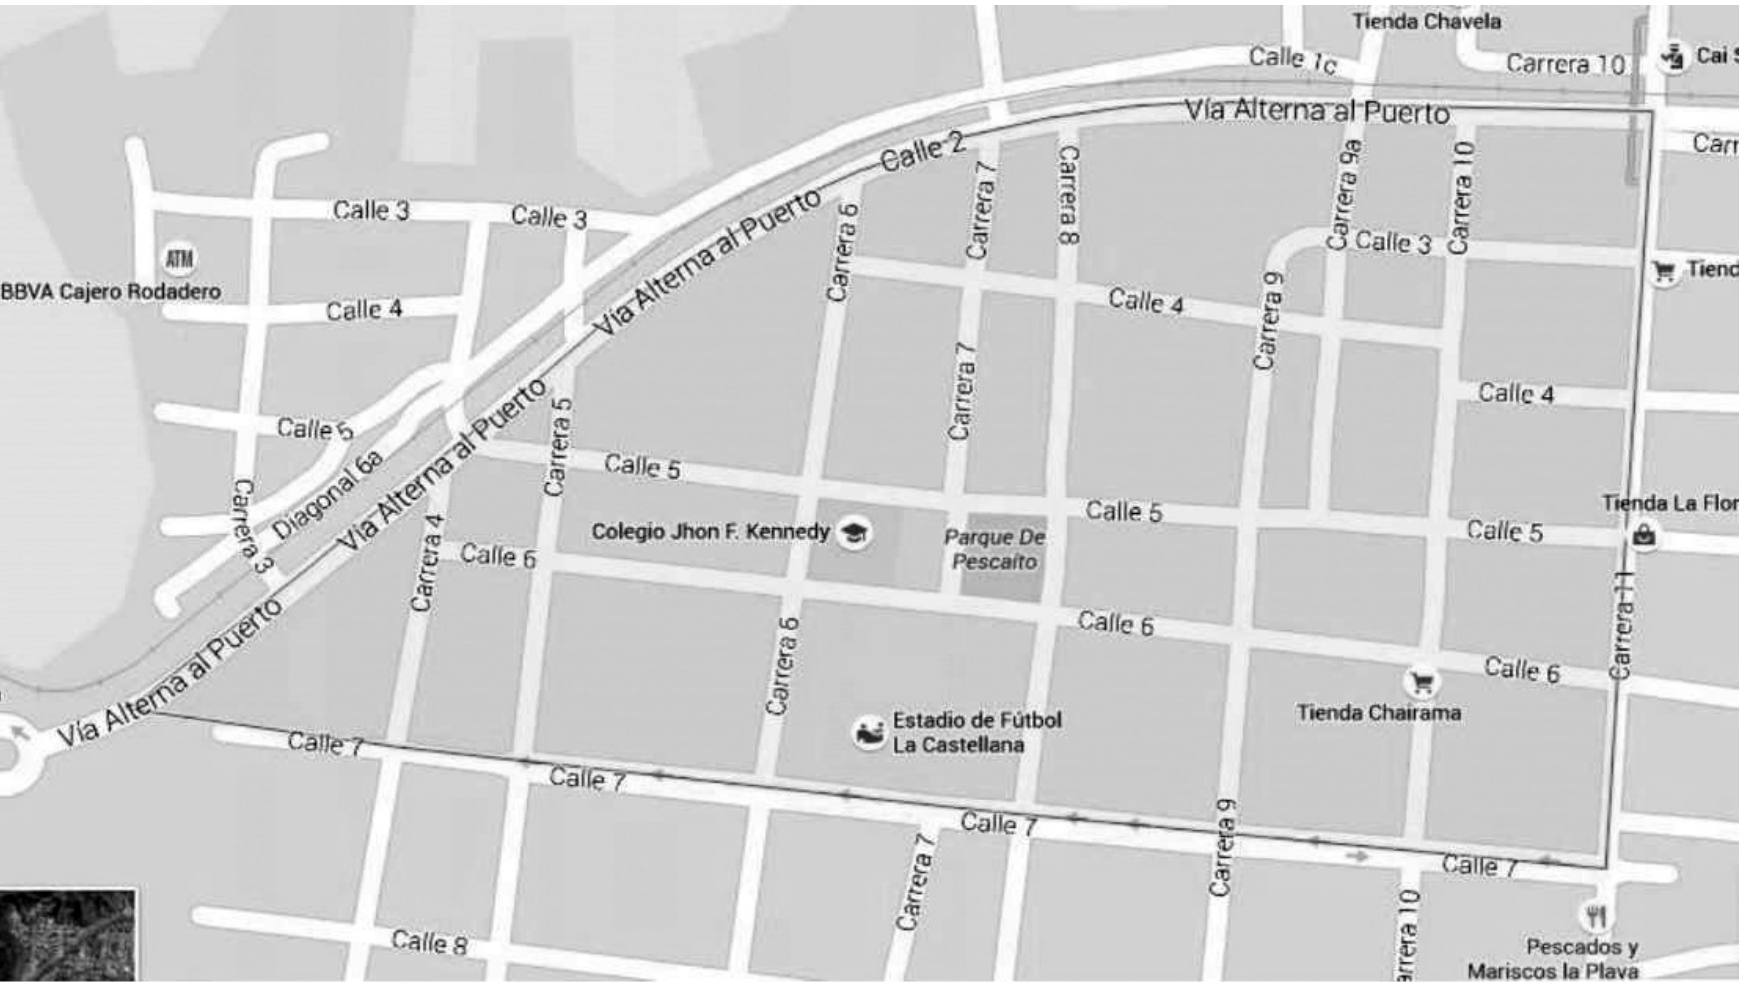 Tienda Chavela
Calle 1c
Carrera 10
Cai S
Vía Alterna al Puerto
Carr
Calle 2
Carrera 7
Carrera 8
Carrera 9a
Carrera 10
Calle 3
Calle 3
Vía Alterna al Puerto
Carrera 6
Calle 3
ATM
BBVA Cajero Rodadero
Tiend
Calle 4
Calle 4
Carrera 9
Carrera 7
Calle 4
Vía Alterna al Puerto
Carrera 5
Calle 5
Calle 5
Diagonal 6a
Carrera 3
Calle 5
Calle 5
Tienda La Flor
Colegio Jhon F. Kennedy
Parque De
Pescaíto
Carrera 4
Calle 6
Carrera 11
Vía Alterna al Puerto
Calle 6
Carrera 6
Calle 6
Estadio de Fútbol
La Castellana
Tienda Chairama
Calle 7
Calle 7
Calle 7
Carrera 9
Calle 7
Carrera 7
Carrera 10
Calle 8
Pescados y
Mariscos la Playa